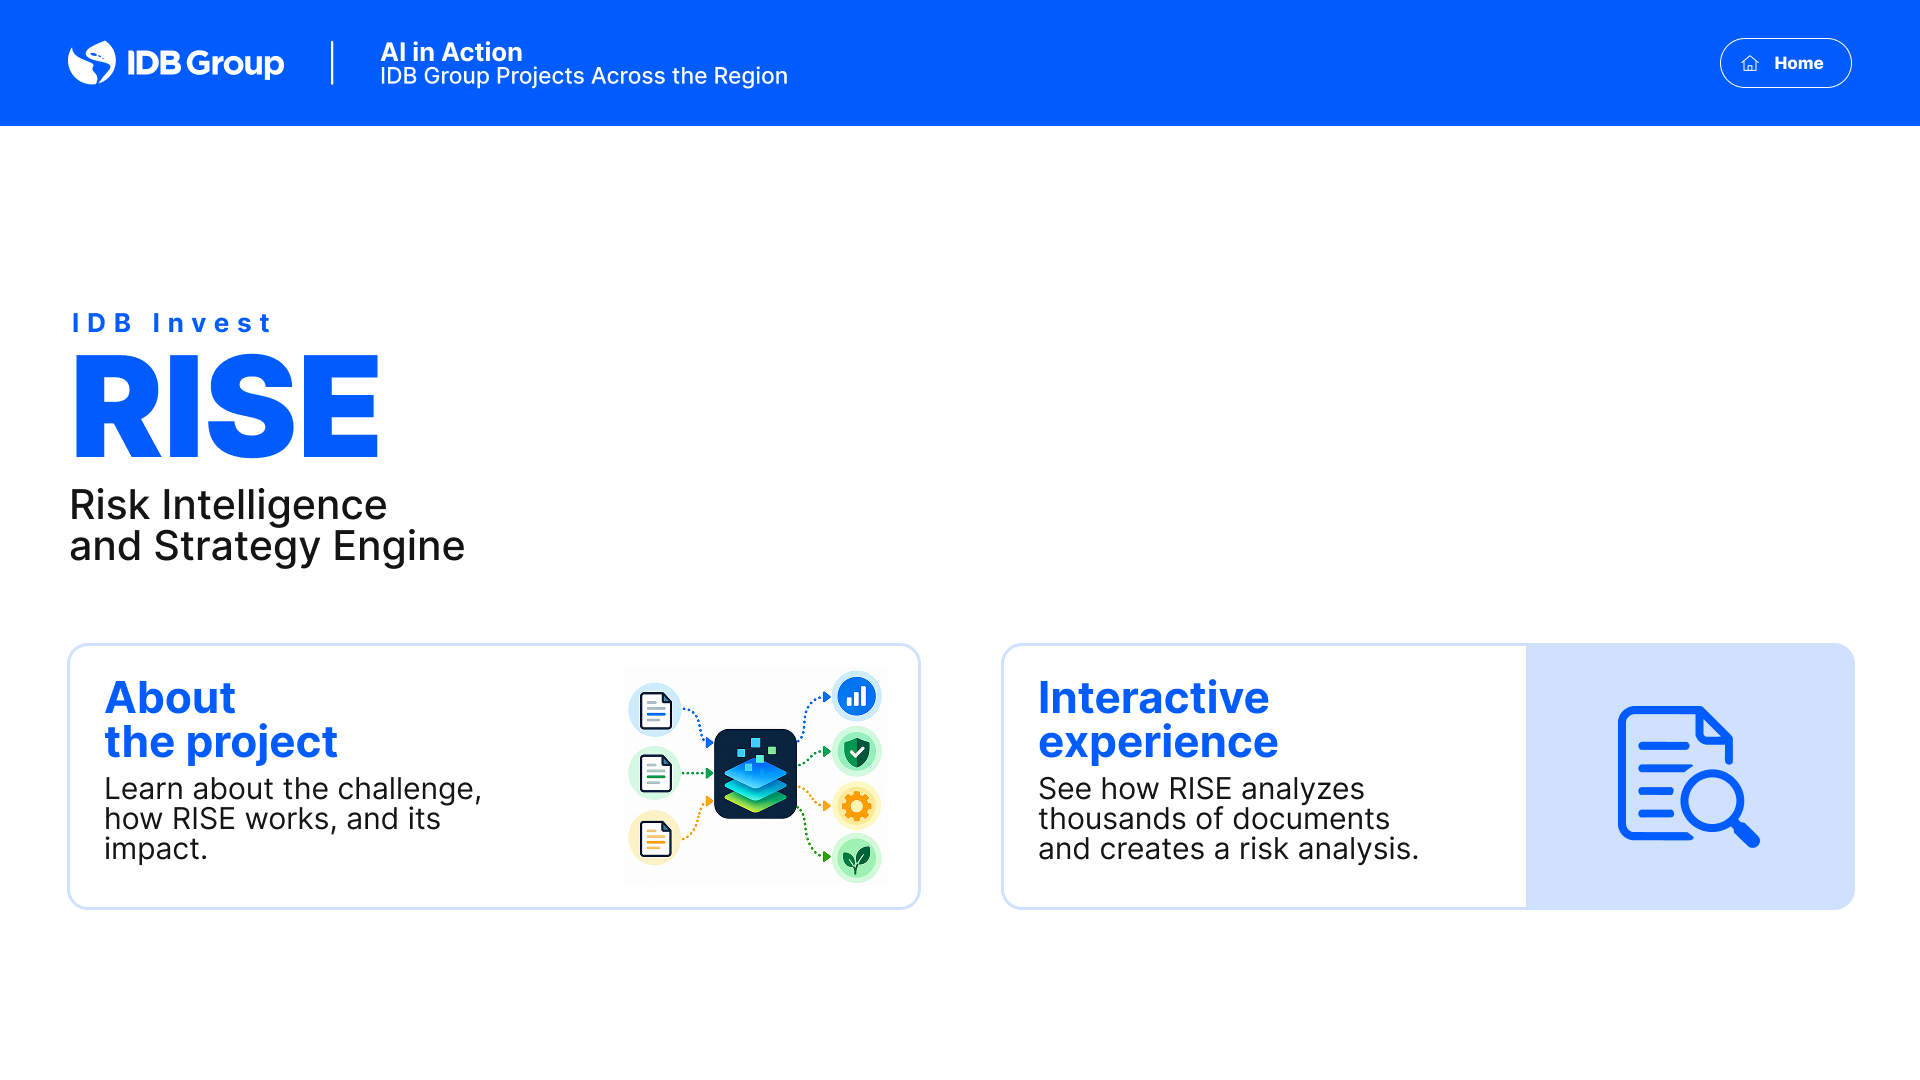 IDB Group
AI in Action
IDB Group Projects Across the Region
Home
IDB Invest
RISE
Risk Intelligence
and Strategy Engine
About
the project
Learn about the challenge,
how RISE works, and its
impact.
Interactive
experience
See how RISE analyzes
thousands of documents
and creates a risk analysis.